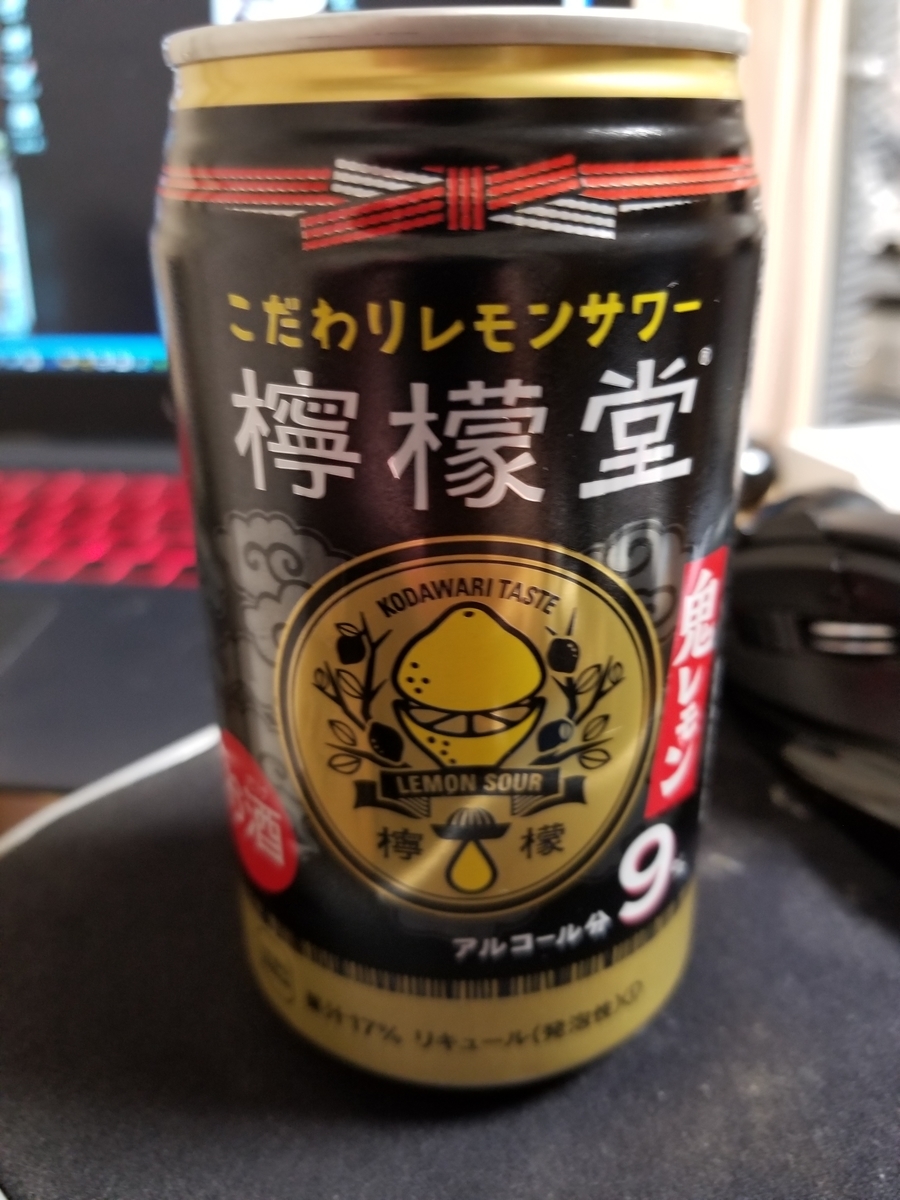 こだわりレモンサワー
檸檬堂®
KODAWARI TASTE
LEMON SOUR
檸檬
鬼レモン
お酒
アルコール分9%
果汁17% リキュール(発泡性)①